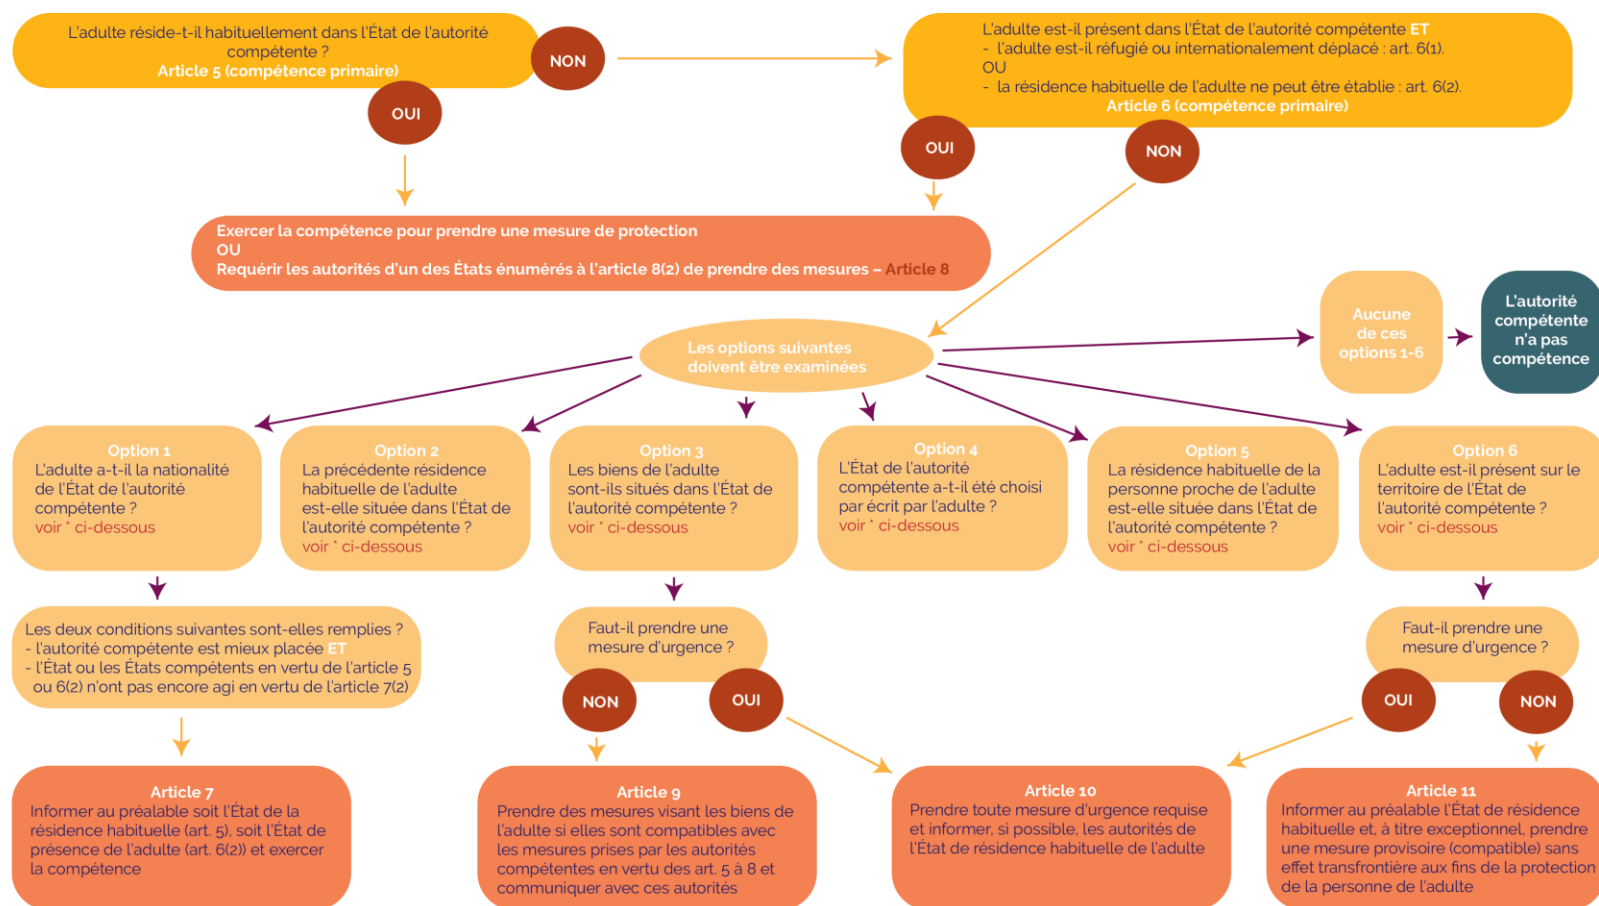 L'adulte réside-t-il habituellement dans l'État de l'autorité
compétente ?
Article 5 (compétence primaire)
NON
OUI
L'adulte est-il présent dans l'État de l'autorité compétente ET
- l'adulte est-il réfugié ou internationalement déplacé : art. 6(1).
OU
- la résidence habituelle de l'adulte ne peut être établie : art. 6(2).
Article 6 (compétence primaire)
OUI
NON
Exercer la compétence pour prendre une mesure de protection
OU
Requérir les autorités d'un des États énumérés à l'article 8(2) de prendre des mesures – Article 8
Les options suivantes
doivent être examinées
Aucune
de ces
options 1-6
L'autorité
compétente
n'a pas
compétence
Option 1
L'adulte a-t-il la nationalité
de l'État de l'autorité
compétente ?
voir * ci-dessous
Option 2
La précédente résidence
habituelle de l'adulte
est-elle située dans l'État de
l'autorité compétente ?
voir * ci-dessous
Option 3
Les biens de l'adulte
sont-ils situés dans l'État de
l'autorité compétente ?
voir * ci-dessous
Option 4
L'État de l'autorité
compétente a-t-il été choisi
par écrit par l'adulte ?
voir * ci-dessous
Option 5
La résidence habituelle de la
personne proche de l'adulte
est-elle située dans l'État de
l'autorité compétente ?
voir * ci-dessous
Option 6
L'adulte est-il présent sur le
territoire de l'État de
l'autorité compétente ?
voir * ci-dessous
Les deux conditions suivantes sont-elles remplies ?
- l'autorité compétente est mieux placée ET
- l'État ou les États compétents en vertu de l'article 5
ou 6(2) n'ont pas encore agi en vertu de l'article 7(2)
Faut-il prendre une
mesure d'urgence ?
NON
OUI
Faut-il prendre une
mesure d'urgence ?
OUI
NON
Article 7
Informer au préalable soit l'État de la
résidence habituelle (art. 5), soit l'État de
présence de l'adulte (art. 6(2)) et exercer
la compétence
Article 9
Prendre des mesures visant les biens de
l'adulte si elles sont compatibles avec
les mesures prises par les autorités
compétentes en vertu des art. 5 à 8 et
communiquer avec ces autorités
Article 10
Prendre toute mesure d'urgence requise
et informer, si possible, les autorités de
l'État de résidence habituelle de l'adulte
Article 11
Informer au préalable l'État de résidence
habituelle et, à titre exceptionnel, prendre
une mesure provisoire (compatible) sans
effet transfrontière aux fins de la protection
de la personne de l'adulte